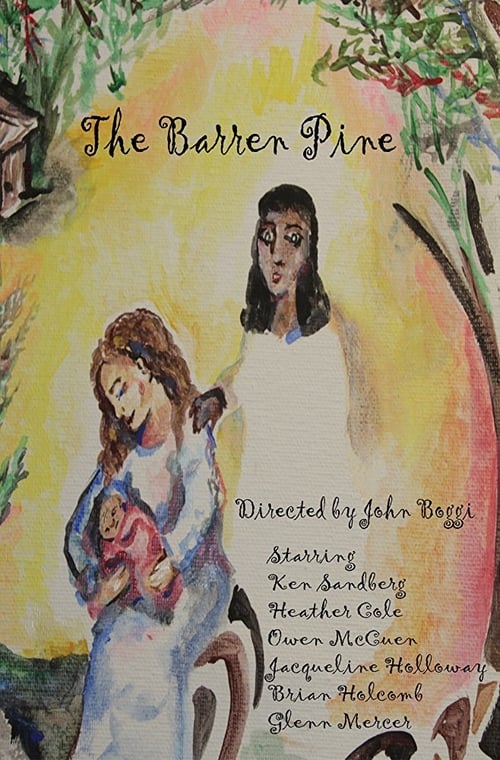 The Barren Pine
Directed by John Boggi
Starring
Ken Sandberg
Heather Cole
Owen McCuen
Jacqueline Holloway
Brian Holcomb
Glenn Mercer